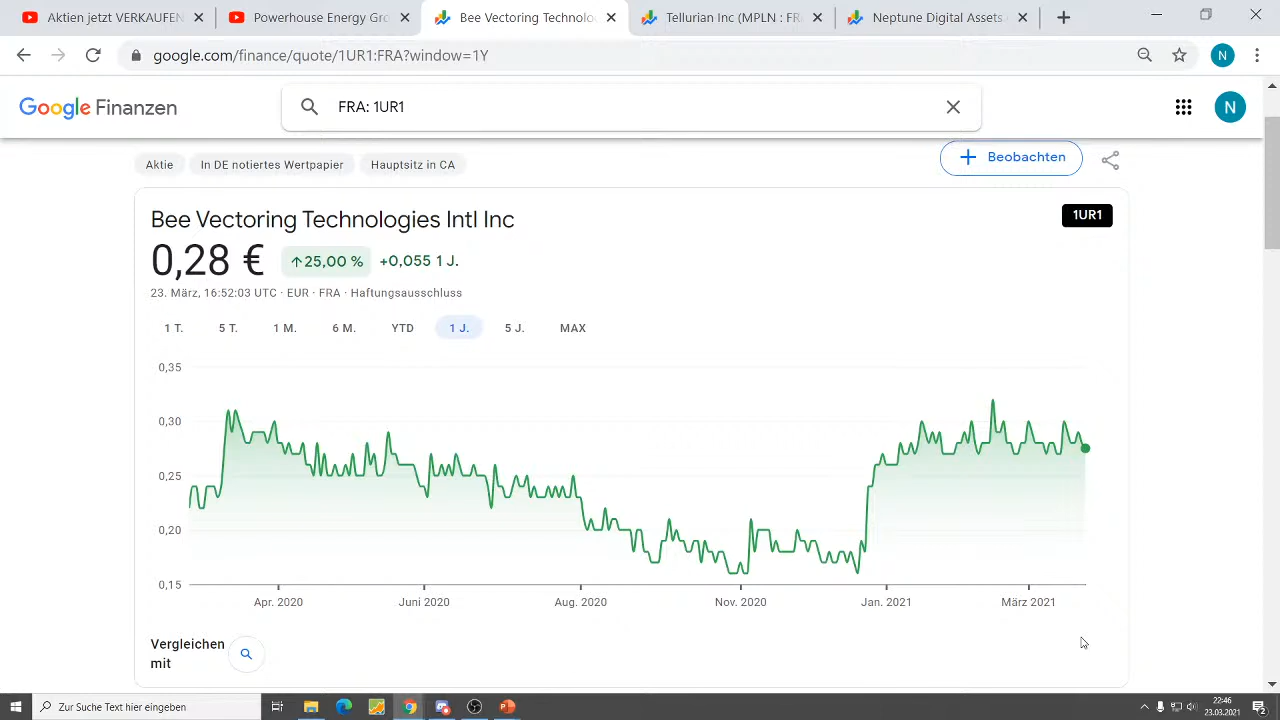 Aktien jetzt VERKAUFEN
Powerhouse Energy Gro
Bee Vectoring Technolo
Tellurian Inc (MPLN : FRA
Neptune Digital Assets
google.com/finance/quote/1UR1:FRA?window=1Y
N
Google Finanzen
FRA: 1UR1
N
Aktie
In DE notiertes Wertpapier
Hauptsitz in CA
Beobachten
Bee Vectoring Technologies Intl Inc
1UR1
0,28 €
25,00 %
+0,055 1 J.
23. März, 16:52:03 UTC · EUR · FRA · Haftungsausschluss
1 T.
5 T.
1 M.
6 M.
YTD
1 J.
5 J.
MAX
0,35
0,30
0,25
0,20
0,15
Apr. 2020
Juni 2020
Aug. 2020
Nov. 2020
Jan. 2021
März 2021
Vergleichen
mit
Zur Suche Text hier eingeben
22:46
23.03.2021
2